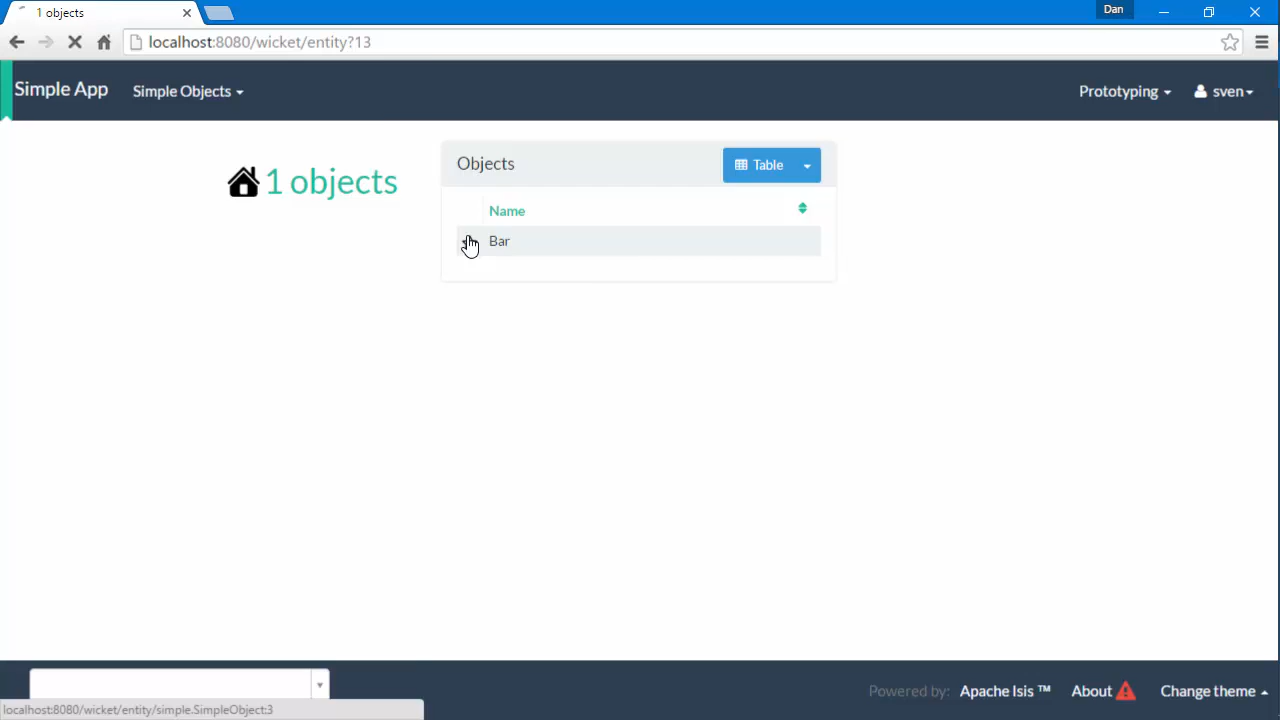 1 objects
Dan
localhost:8080/wicket/entity?13
Simple App
Simple Objects
Prototyping
sven
1 objects
Objects
Table
Name
Bar
Powered by: Apache Isis ™
About
Change theme
localhost:8080/wicket/entity/simple.SimpleObject:3